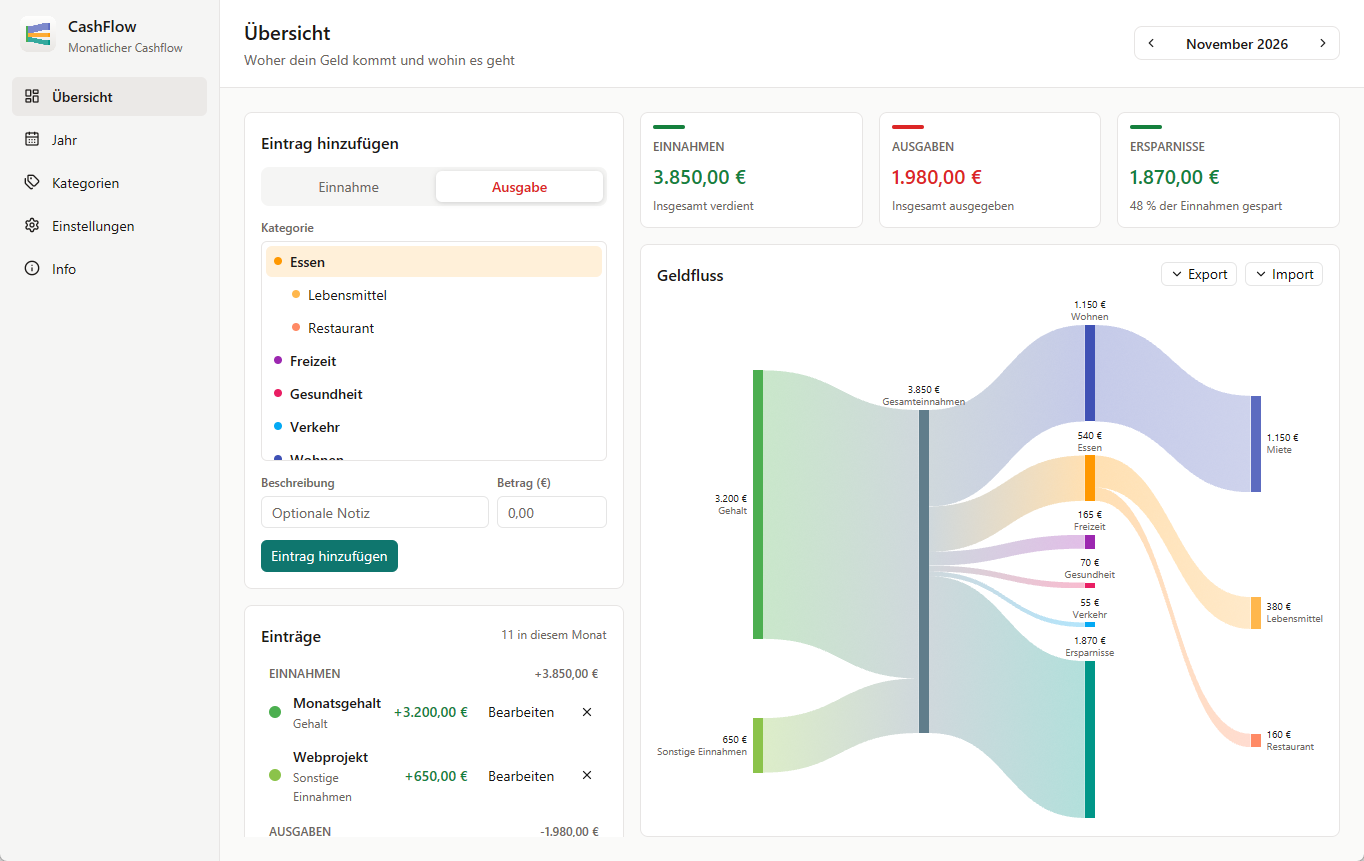 CashFlow
Monatlicher Cashflow
Übersicht
Jahr
Kategorien
Einstellungen
Info
Übersicht
Woher dein Geld kommt und wohin es geht
November 2026
Eintrag hinzufügen
Einnahme
Ausgabe
Kategorie
Essen
Lebensmittel
Restaurant
Freizeit
Gesundheit
Verkehr
Wohnen
Beschreibung
Betrag (€)
Optionale Notiz
0,00
Eintrag hinzufügen
Einträge
11 in diesem Monat
EINNAHMEN
+3.850,00 €
Monatsgehalt
Gehalt
+3.200,00 €
Bearbeiten
Webprojekt
Sonstige
Einnahmen
+650,00 €
Bearbeiten
AUSGABEN
-1.980,00 €
EINNAHMEN
3.850,00 €
Insgesamt verdient
AUSGABEN
1.980,00 €
Insgesamt ausgegeben
ERSPARNISSE
1.870,00 €
48 % der Einnahmen gespart
Geldfluss
Export
Import
3.200 €
Gehalt
650 €
Sonstige Einnahmen
3.850 €
Gesamteinnahmen
1.150 €
Wohnen
540 €
Essen
165 €
Freizeit
70 €
Gesundheit
55 €
Verkehr
1.870 €
Ersparnisse
1.150 €
Miete
380 €
Lebensmittel
160 €
Restaurant